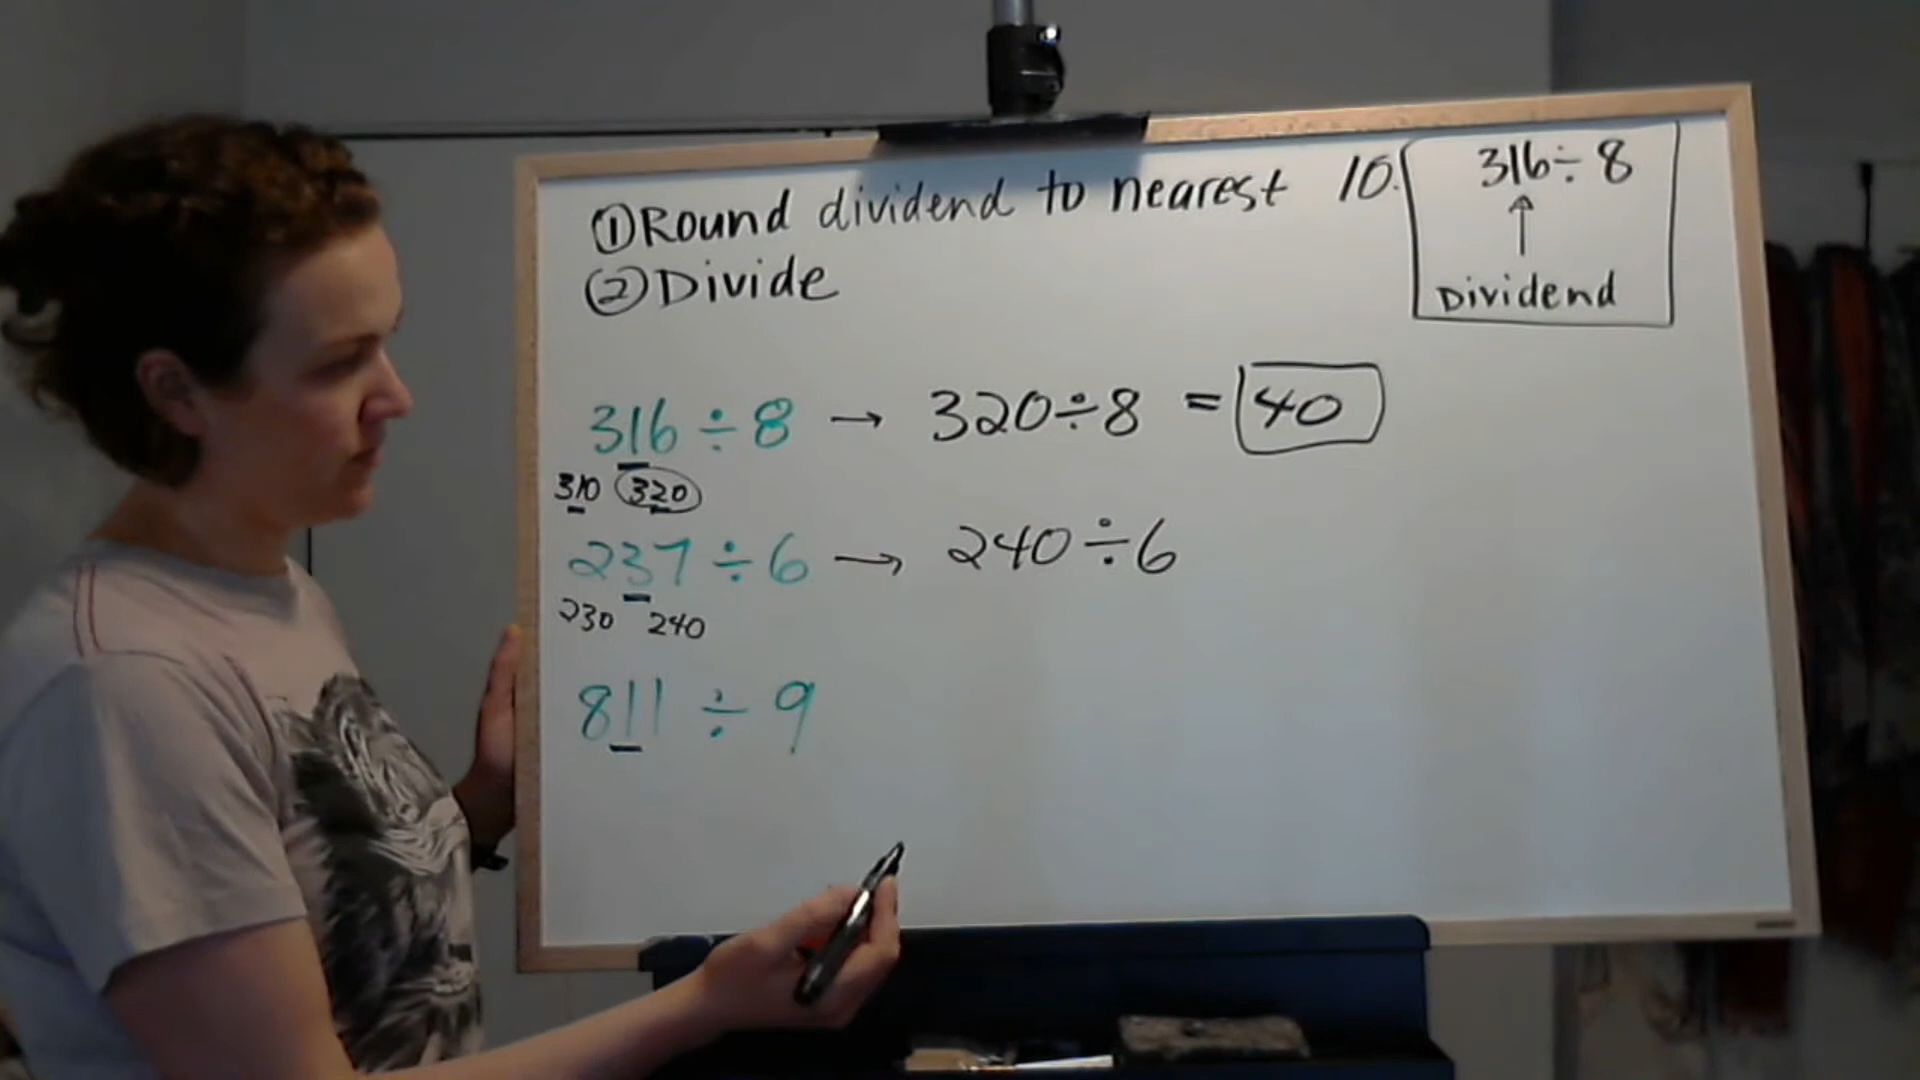 ①Round dividend to nearest 10.
②Divide
316÷8
Dividend
316÷8 → 320÷8 = 40
310 320
237÷6 → 240÷6
230 240
811÷9